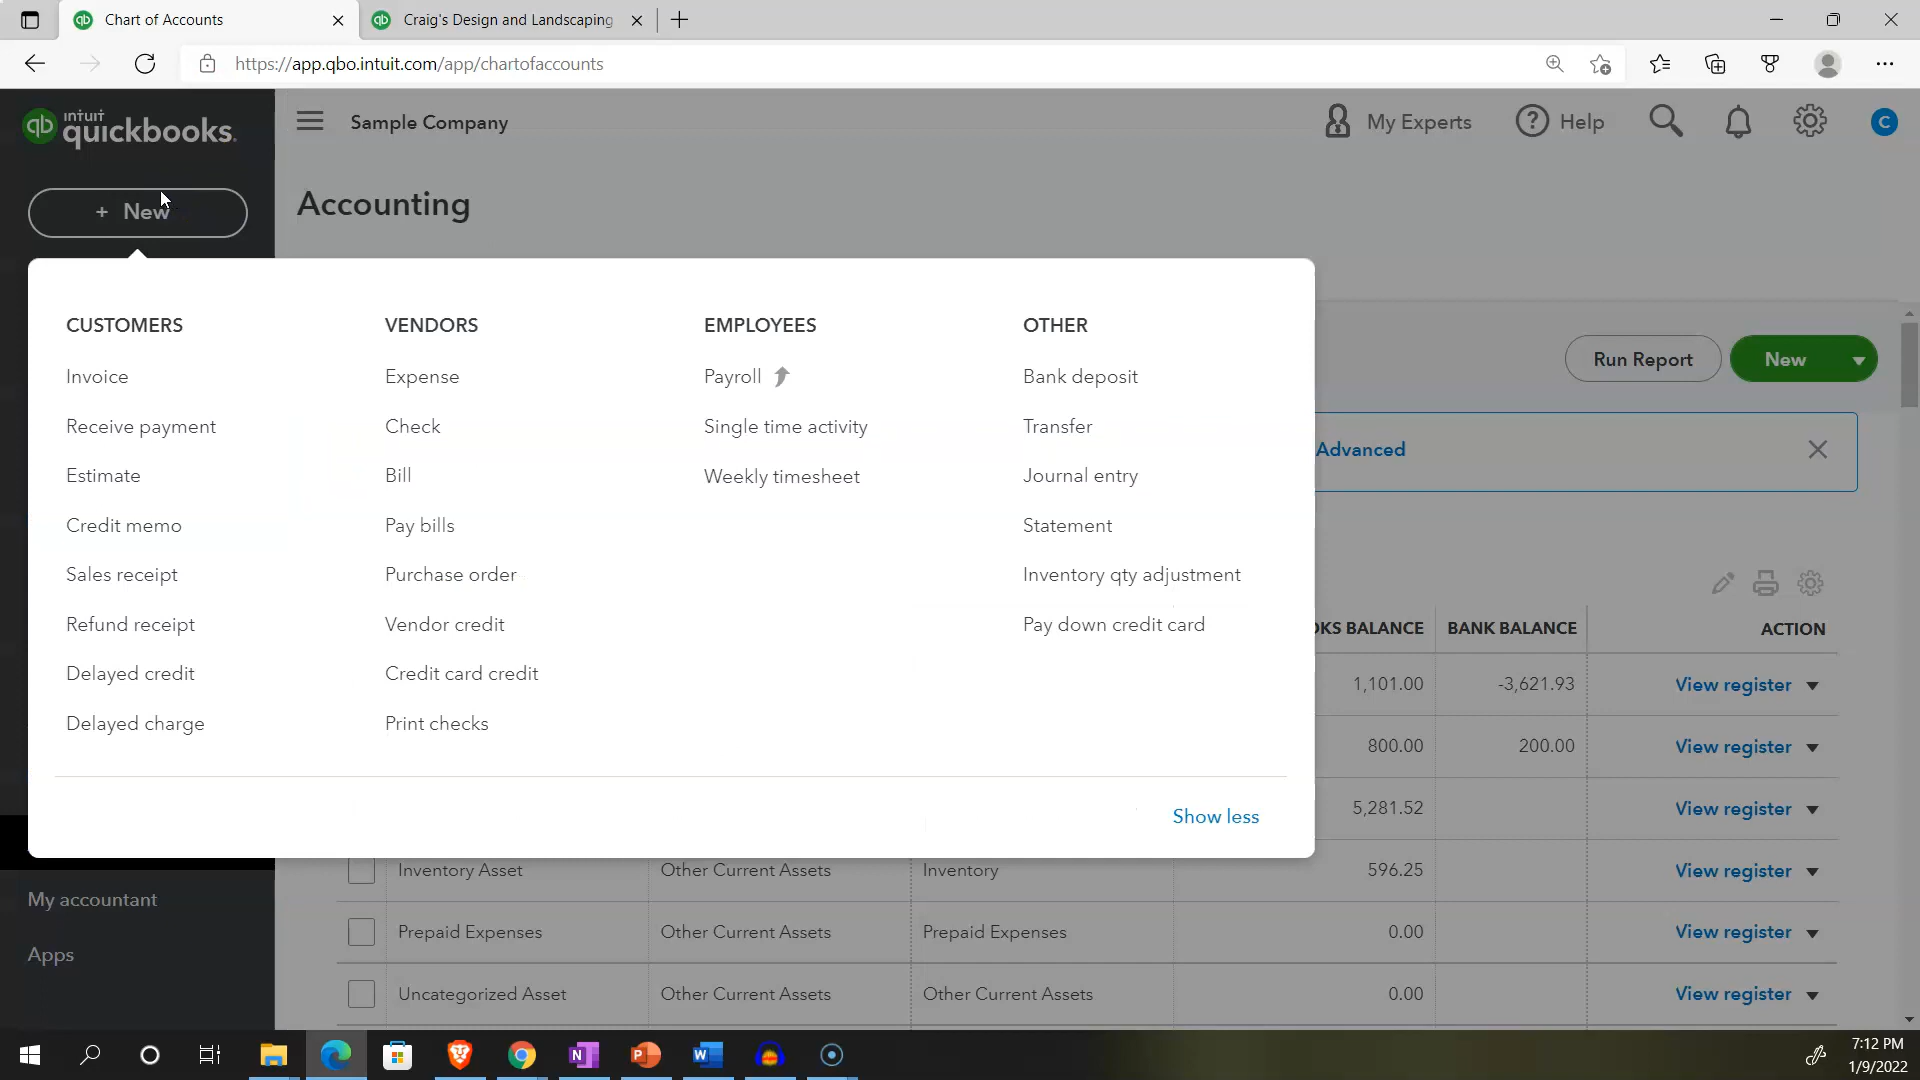 Chart of Accounts
Craig's Design and Landscaping
https://app.qbo.intuit.com/app/chartofaccounts
qb intuit quickbooks.
Sample Company
My Experts
Help
C
+ New
Accounting
CUSTOMERS
Invoice
Receive payment
Estimate
Credit memo
Sales receipt
Refund receipt
Delayed credit
Delayed charge
VENDORS
Expense
Check
Bill
Pay bills
Purchase order
Vendor credit
Credit card credit
Print checks
EMPLOYEES
Payroll
Single time activity
Weekly timesheet
OTHER
Bank deposit
Transfer
Journal entry
Statement
Inventory qty adjustment
Pay down credit card
Show less
Run Report
New
Advanced
OKS BALANCE BANK BALANCE ACTION
1,101.00 -3,621.93 View register
800.00 200.00 View register
5,281.52 View register
Inventory Asset Other Current Assets Inventory 596.25 View register
Prepaid Expenses Other Current Assets Prepaid Expenses 0.00 View register
Uncategorized Asset Other Current Assets Other Current Assets 0.00 View register
My accountant
Apps
7:12 PM
1/9/2022